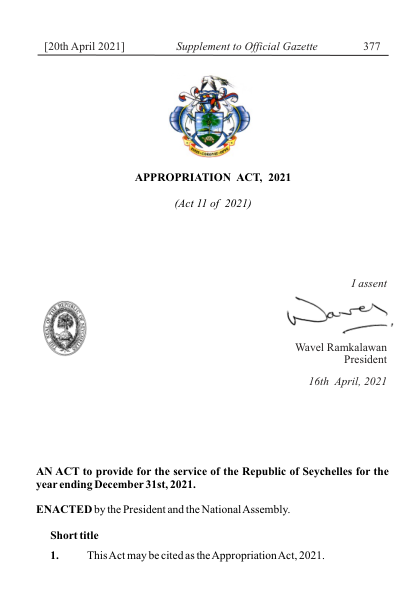 [20th April 2021] Supplement to Official Gazette 377
APPROPRIATION ACT, 2021
(Act 11 of 2021)
I assent
Wavel
Wavel Ramkalawan
President
16th April, 2021
AN ACT to provide for the service of the Republic of Seychelles for the
year ending December 31st, 2021.
ENACTED by the President and the National Assembly.
Short title
1. This Act may be cited as the Appropriation Act, 2021.